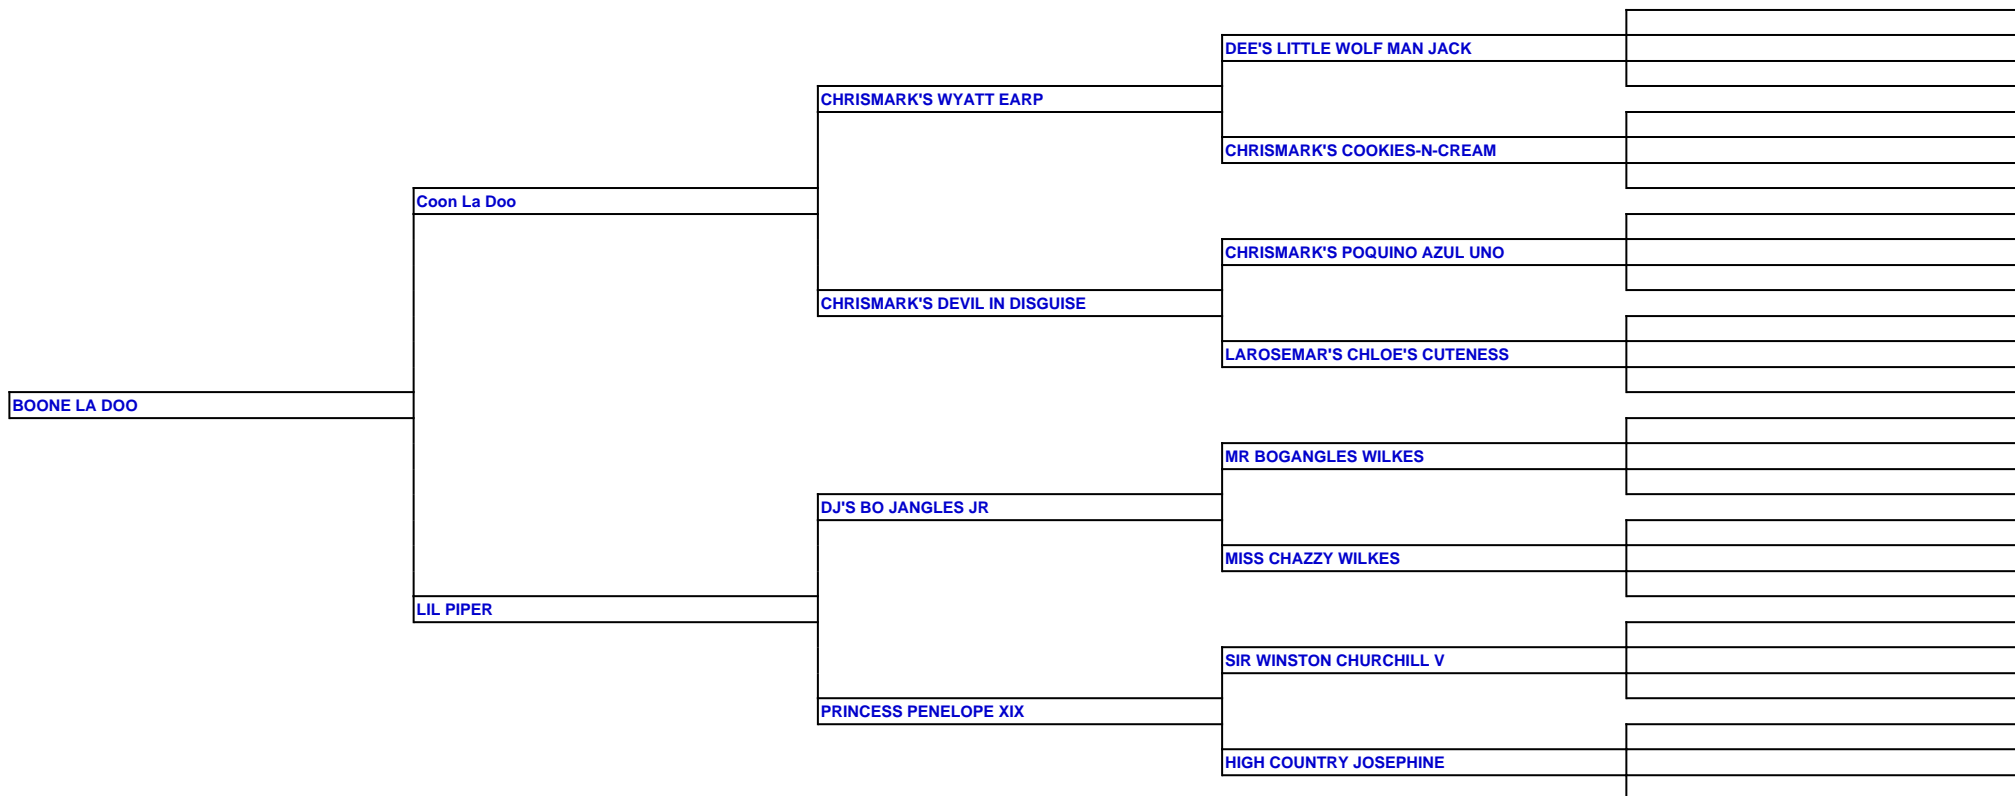 DEE'S LITTLE WOLF MAN JACK
CHRISMARK'S WYATT EARP
CHRISMARK'S COOKIES-N-CREAM
Coon La Doo
CHRISMARK'S POQUINO AZUL UNO
CHRISMARK'S DEVIL IN DISGUISE
LAROSEMAR'S CHLOE'S CUTENESS
BOONE LA DOO
MR BOGANGLES WILKES
DJ'S BO JANGLES JR
MISS CHAZZY WILKES
LIL PIPER
SIR WINSTON CHURCHILL V
PRINCESS PENELOPE XIX
HIGH COUNTRY JOSEPHINE